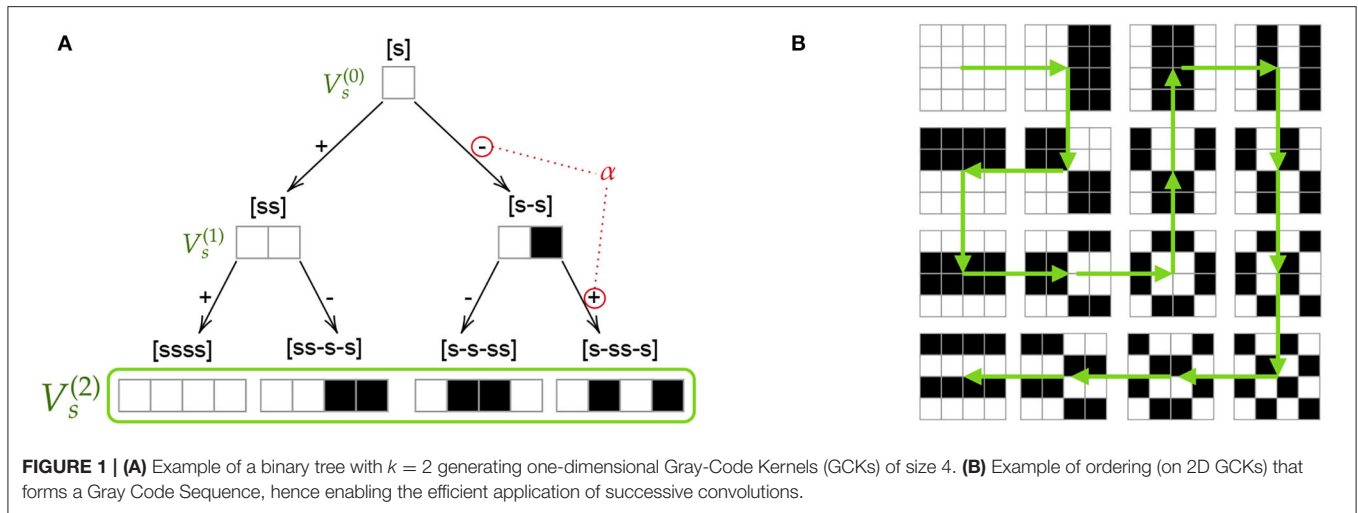 A
B
[s]
V_s^(0)
+
-
α
[ss]
[s-s]
V_s^(1)
+
-
-
+
[ssss]
[ss-s-s]
[s-s-ss]
[s-ss-s]
V_s^(2)
FIGURE 1 | (A) Example of a binary tree with k = 2 generating one-dimensional Gray-Code Kernels (GCKs) of size 4. (B) Example of ordering (on 2D GCKs) that
forms a Gray Code Sequence, hence enabling the efficient application of successive convolutions.